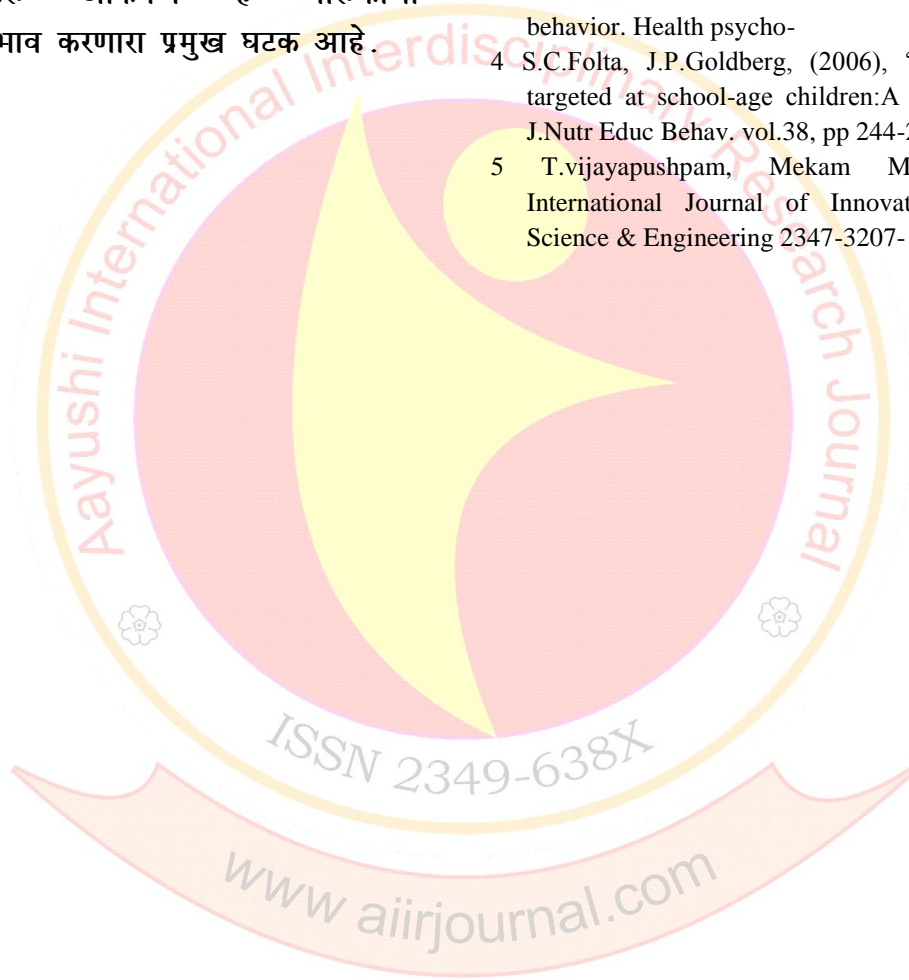 भाव करणारा प्रमुख घटक आहे.
behavior. Health psycho-
4 S.C.Folta, J.P.Goldberg, (2006),
targeted at school-age children:A
J.Nutr Educ Behav. vol.38, pp 244-
5 T.vijayapushpam, Mekam
International Journal of
Science & Engineering 2347-3207-
Aayushi International Interdisciplinary Research Journal
ISSN 2349-638X
www aiirjournal.com